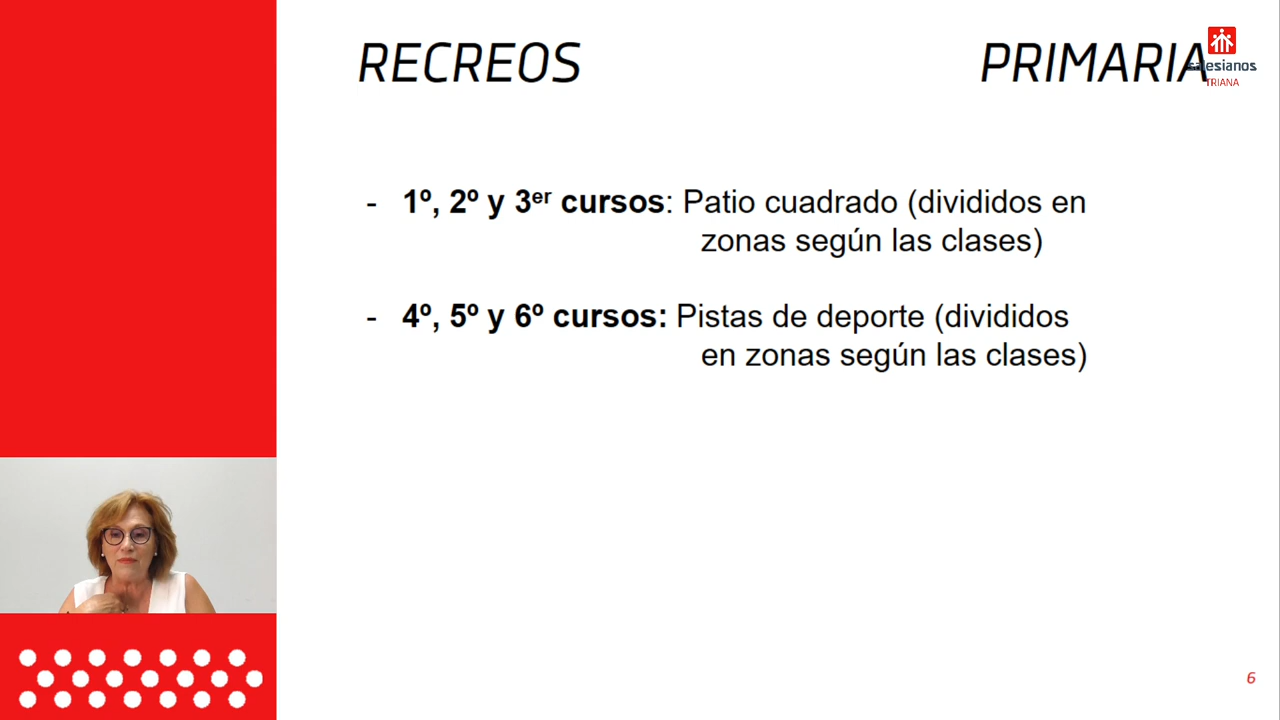 RECREOS PRIMARIA
salesianos
TRIANA
- 1º, 2º y 3er cursos: Patio cuadrado (divididos en
zonas según las clases)
- 4º, 5º y 6º cursos: Pistas de deporte (divididos
en zonas según las clases)
6